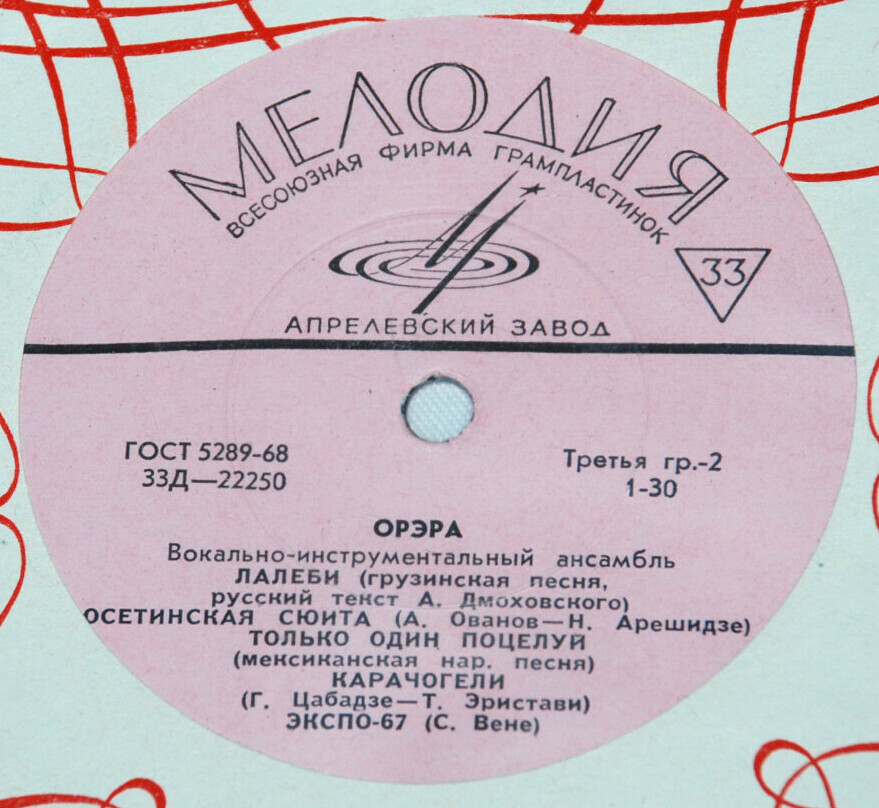 МЕЛОДИЯ
ВСЕСОЮЗНАЯ ФИРМА ГРАМПЛАСТИНОК
33
АПРЕЛЕВСКИЙ ЗАВОД
ГОСТ 5289-68
33Д—22250
Третья гр.-2
1-30
ОРЭРА
Вокально-инструментальный ансамбль
ЛАЛЕБИ (грузинская песня,
русский текст А. Дмоховского)
ОСЕТИНСКАЯ СЮИТА (А. Ованов—Н. Арешидзе)
ТОЛЬКО ОДИН ПОЦЕЛУЙ
(мексиканская нар. песня)
КАРАЧОГЕЛИ
(Г. Цабадзе—Т. Эристави)
ЭКСПО-67 (С. Вене)